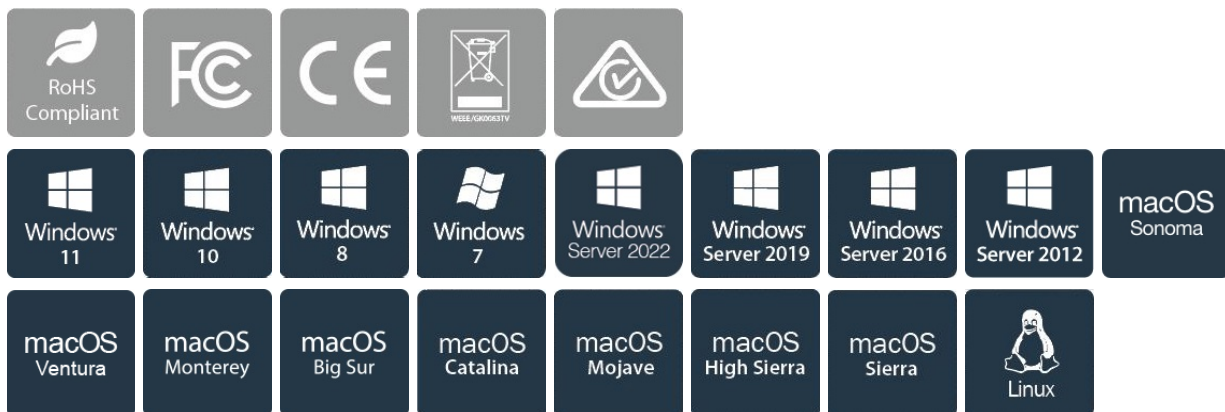 RoHS
Compliant
FC
CE
WEEE/GK0063TV
Windows
11
Windows
10
Windows
8
Windows
7
Windows
Server 2022
Windows
Server 2019
Windows
Server 2016
Windows
Server 2012
macOS
Sonoma
macOS
Ventura
macOS
Monterey
macOS
Big Sur
macOS
Catalina
macOS
Mojave
macOS
High Sierra
macOS
Sierra
Linux